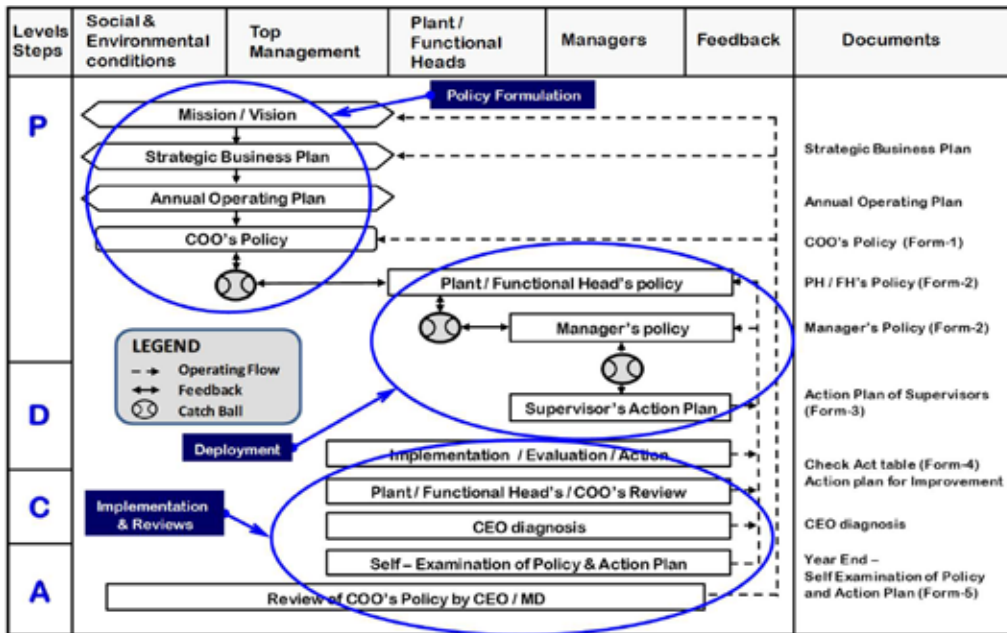 Levels
Steps
Social &
Environmental
conditions
Top
Management
Plant /
Functional
Heads
Managers
Feedback
Documents
P
Policy Formulation
Mission / Vision
Strategic Business Plan
Strategic Business Plan
Annual Operating Plan
Annual Operating Plan
COO's Policy
COO's Policy (Form-1)
Plant / Functional Head's policy
PH / FH's Policy (Form-2)
Manager's policy
Manager's Policy (Form-2)
LEGEND
Operating Flow
Feedback
Catch Ball
D
Supervisor's Action Plan
Action Plan of Supervisors
(Form-3)
Deployment
Implementation / Evaluation / Action
Check Act table (Form-4)
Action plan for Improvement
C
Implementation
& Reviews
Plant / Functional Head's / COO's Review
CEO diagnosis
CEO diagnosis
A
Self – Examination of Policy & Action Plan
Year End –
Self Examination of Policy
and Action Plan (Form-5)
Review of COO's Policy by CEO / MD